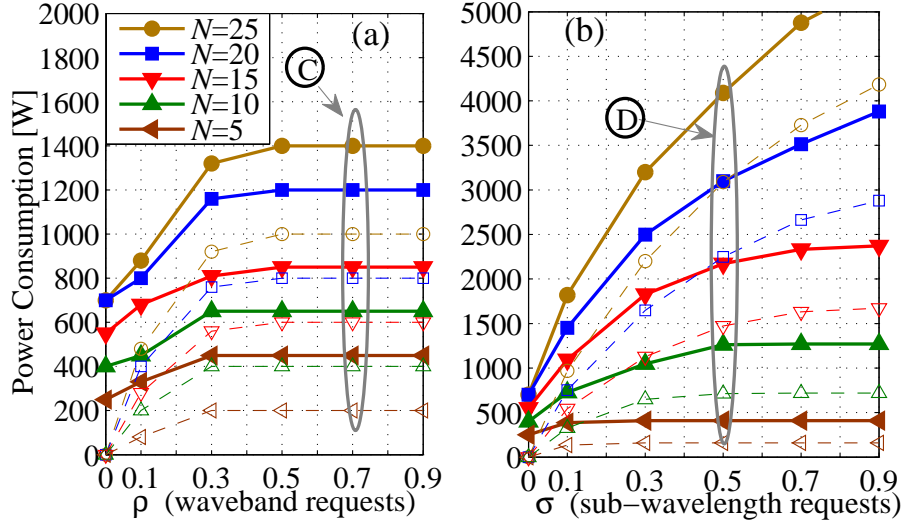 Power Consumption [W]
2000
1800
1600
1400
1200
1000
800
600
400
200
0
N=25
N=20
N=15
N=10
N=5
(a)
C
0 0.1 0.3 0.5 0.7 0.9
ρ (waveband requests)
5000
4500
4000
3500
3000
2500
2000
1500
1000
500
0
(b)
D
0 0.1 0.3 0.5 0.7 0.9
σ (sub−wavelength requests)